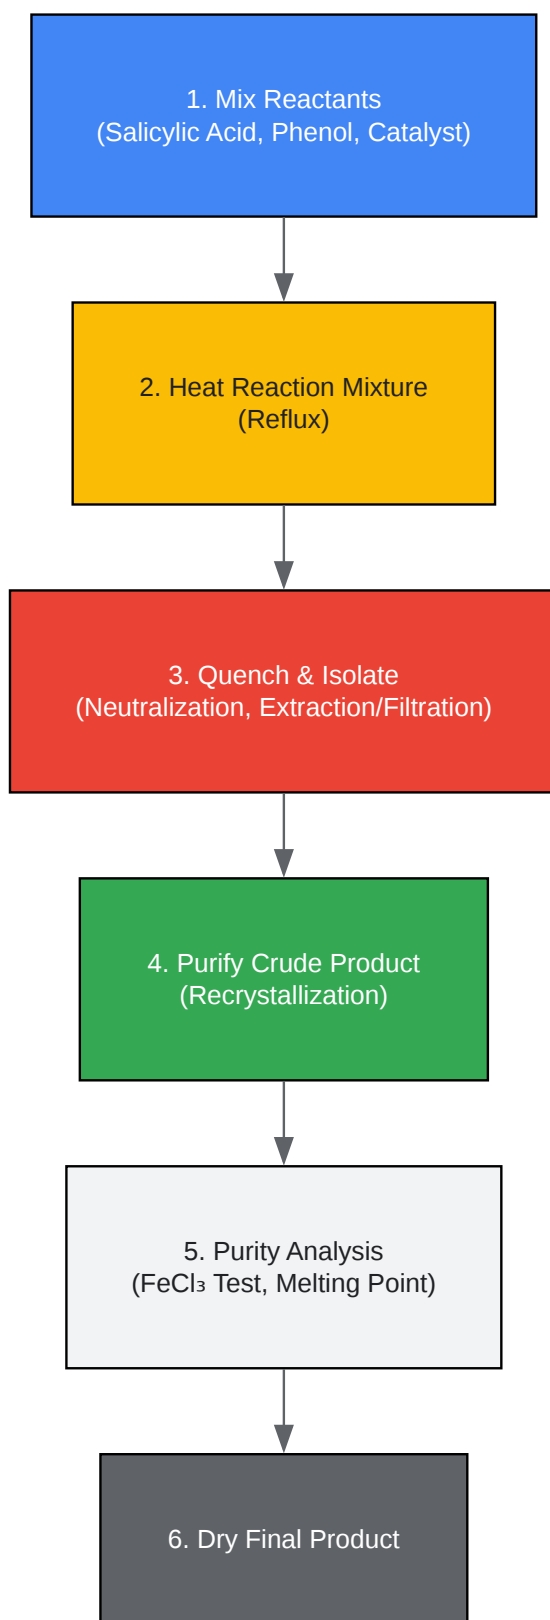 1. Mix Reactants
(Salicylic Acid, Phenol, Catalyst)
2. Heat Reaction Mixture
(Reflux)
3. Quench & Isolate
(Neutralization, Extraction/Filtration)
4. Purify Crude Product
(Recrystallization)
5. Purity Analysis
(FeCl₃ Test, Melting Point)
6. Dry Final Product